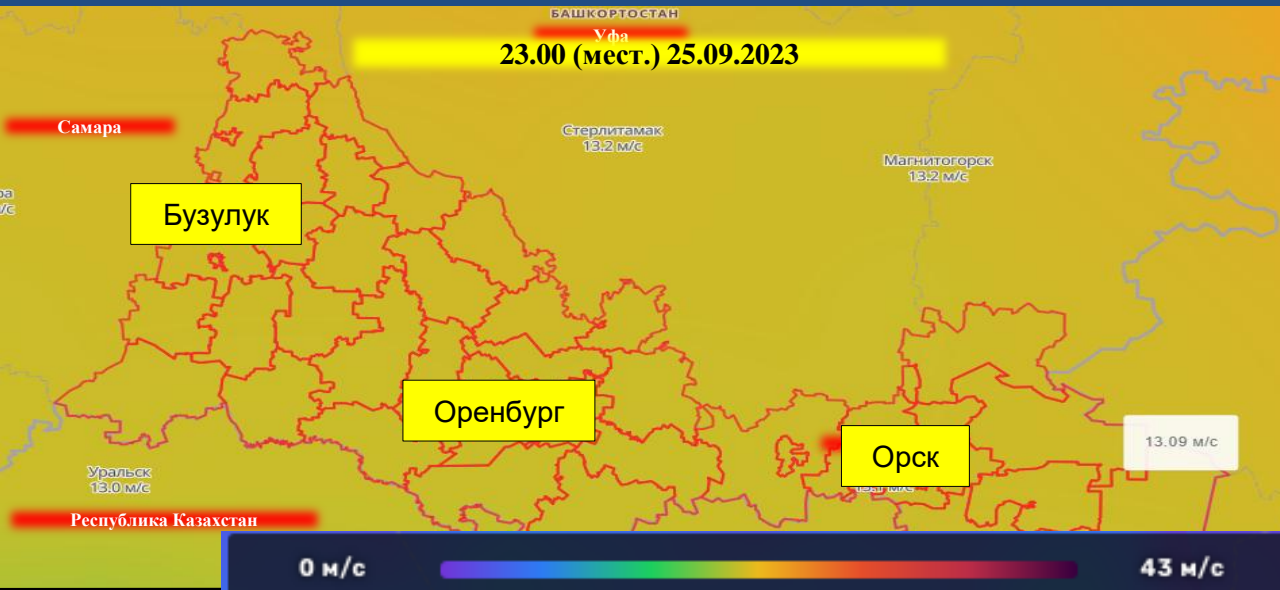 БАШКОРТОСТАН
Уфа
23.00 (мест.) 25.09.2023
Самара
Стерлитамак
13.2 м/с
Магнитогорск
13.2 м/с
Бузулук
Оренбург
Орск
13.09 м/с
Уральск
13.0 м/с
Республика Казахстан
0 м/с
43 м/с